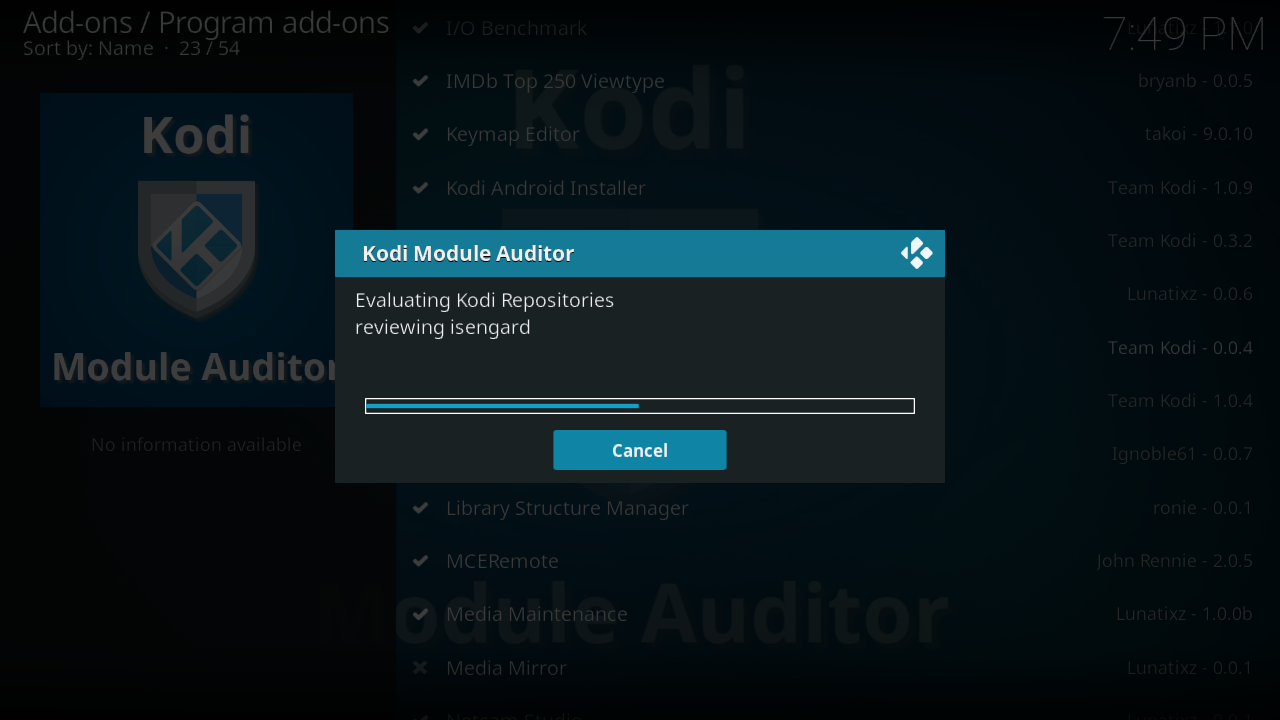 Add-ons / Program add-ons
Sort by: Name · 23 / 54
7:49 PM
Kodi
Module Auditor
No information available
I/O Benchmark
IMDb Top 250 Viewtype
bryanb - 0.0.5
Keymap Editor
takoi - 9.0.10
Kodi Android Installer
Team Kodi - 1.0.9
Team Kodi - 0.3.2
Lunatixz - 0.0.6
Team Kodi - 0.0.4
Team Kodi - 1.0.4
Ignoble61 - 0.0.7
Kodi Module Auditor
Evaluating Kodi Repositories
reviewing isengard
Cancel
Library Structure Manager
ronie - 0.0.1
MCERemote
John Rennie - 2.0.5
Media Maintenance
Lunatixz - 1.0.0b
Media Mirror
Lunatixz - 0.0.1
Kodi
Module Auditor